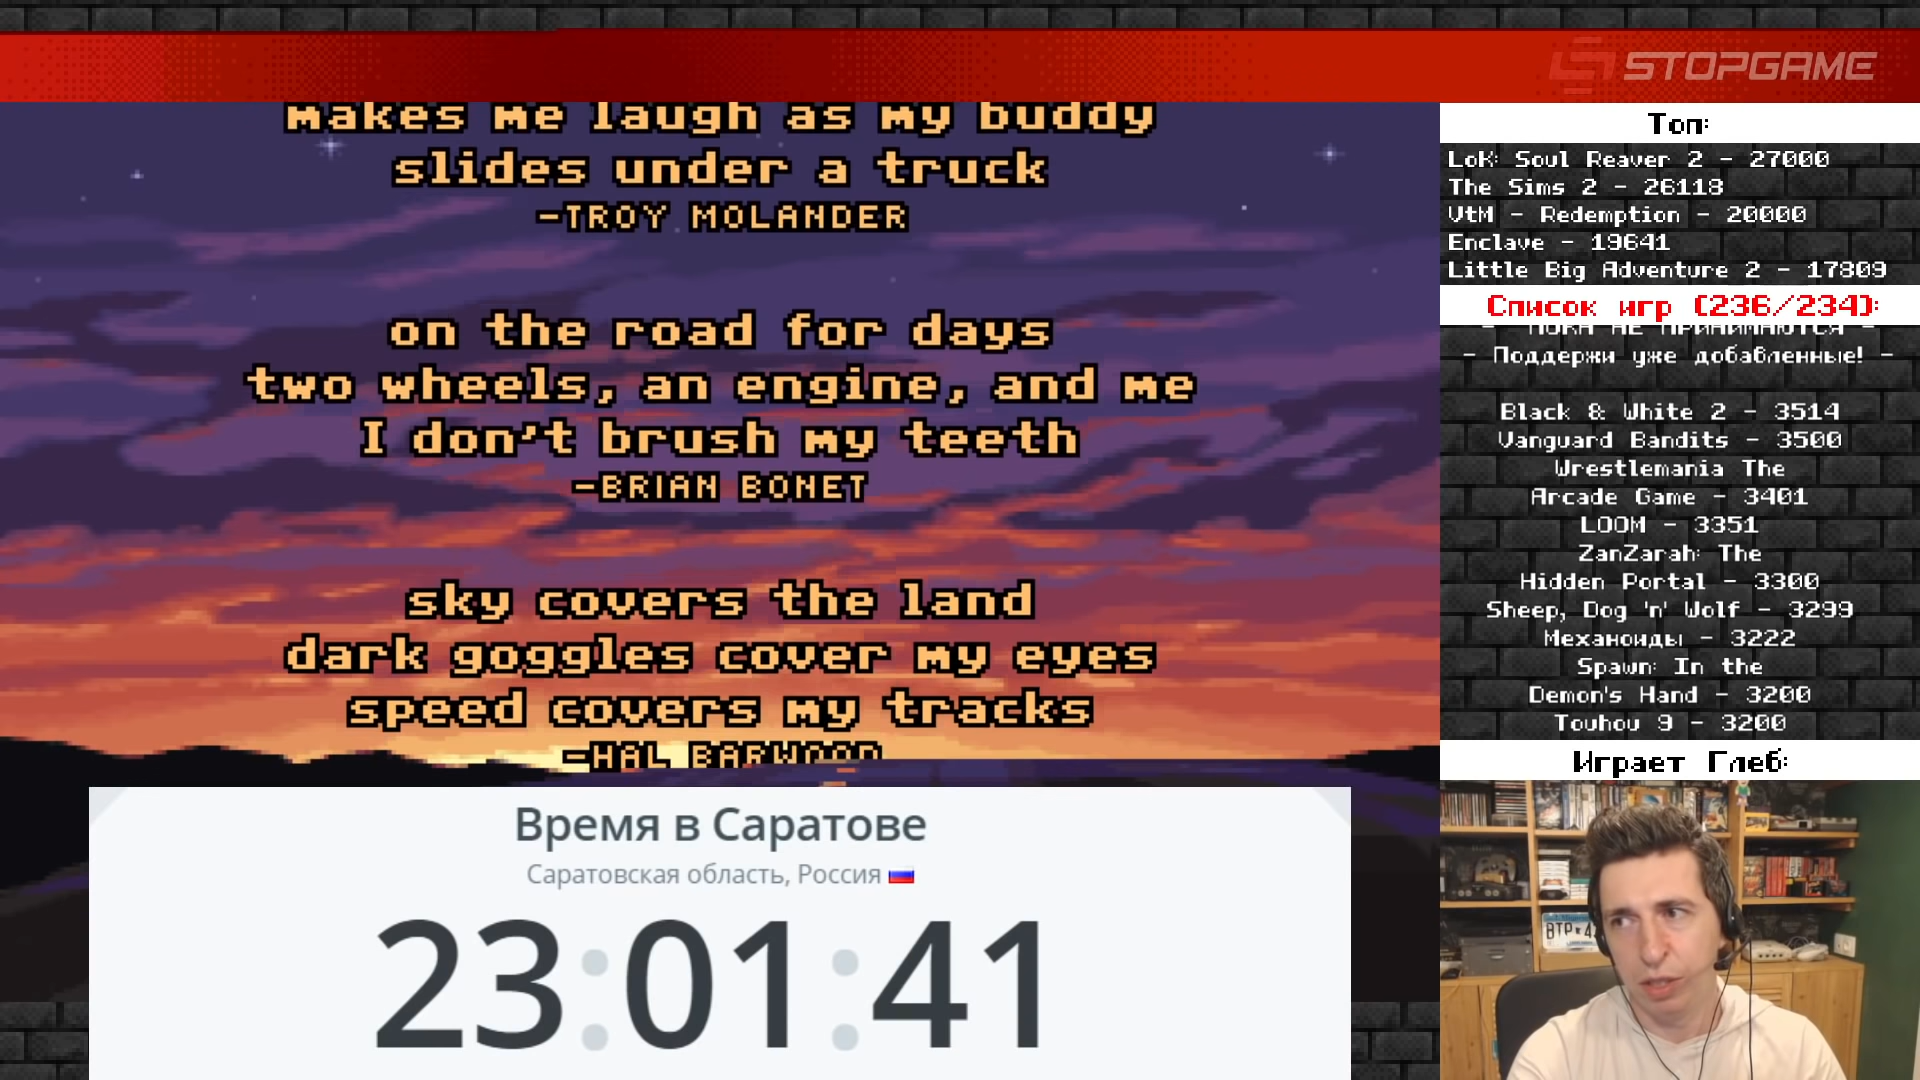 STOPGAME
makes me laugh as my buddy
slides under a truck
-TROY MOLANDER
on the road for days
two wheels, an engine, and me
I don't brush my teeth
-BRIAN BONET
sky covers the land
dark goggles cover my eyes
speed covers my tracks
-HAL BARWOOD
Время в Саратове
Саратовская область, Россия
23:01:41
Топ:
LoK: Soul Reaver 2 - 27000
The Sims 2 - 26118
VtM - Redemption - 20000
Enclave - 19641
Little Big Adventure 2 - 17809
Список игр (236/234):
- ПОКА НЕ ПРИНИМАЮТСЯ -
- Поддержи уже добавленные! -
Black & White 2 - 3514
Vanguard Bandits - 3500
Wrestlemania The
Arcade Game - 3401
LOOM - 3351
ZanZarah: The
Hidden Portal - 3300
Sheep, Dog 'n' Wolf - 3299
Механоиды - 3222
Spawn: In the
Demon's Hand - 3200
Touhou 9 - 3200
Играет Глеб: